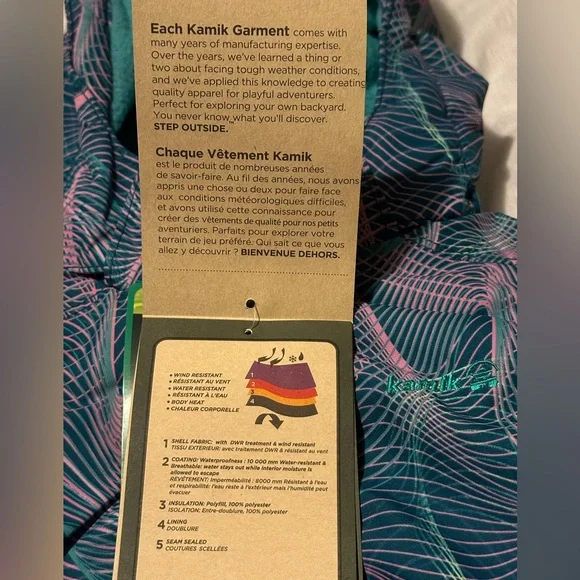 Each Kamik Garment comes with
many years of manufacturing expertise.
Over the years, we've learned a thing or
two about facing tough weather conditions,
and we've applied this knowledge to creating
quality apparel for playful adventurers.
Perfect for exploring your own backyard.
You never know what you'll discover.
STEP OUTSIDE.
Chaque Vêtement Kamik
est le produit de nombreuses années
de savoir-faire. Au fil des années, nous avons
appris une chose ou deux pour faire face
aux conditions météorologiques difficiles,
et avons utilisé cette connaissance pour
créer des vêtements de qualité pour nos petits
aventuriers. Parfaits pour explorer votre
terrain de jeu préféré. Qui sait ce que vous
allez y découvrir ? BIENVENUE DEHORS.
• WIND RESISTANT
• RÉSISTANT AU VENT
• WATER RESISTANT
• RÉSISTANT À L'EAU
• BODY HEAT
• CHALEUR CORPORELLE
1
2
3
4
1 SHELL FABRIC: with DWR treatment & wind resistant
TISSU EXTERIEUR: avec traitement DWR & résistant au vent
2 COATING: Waterproofness : 10 000 mm Water-resistant &
Breathable: water stays out while interior moisture is
allowed to escape
REVÊTEMENT: Imperméabilité : 8000 mm Résistant à l'eau
et respirabilité: l'eau reste à l'extérieur mais l'humidité peut
évacuer
3 INSULATION: Polyfill, 100% polyester
ISOLATION: Entre-doublure, 100% polyester
4 LINING
DOUBLURE
5 SEAM SEALED
COUTURES SCELLÉES
kamik